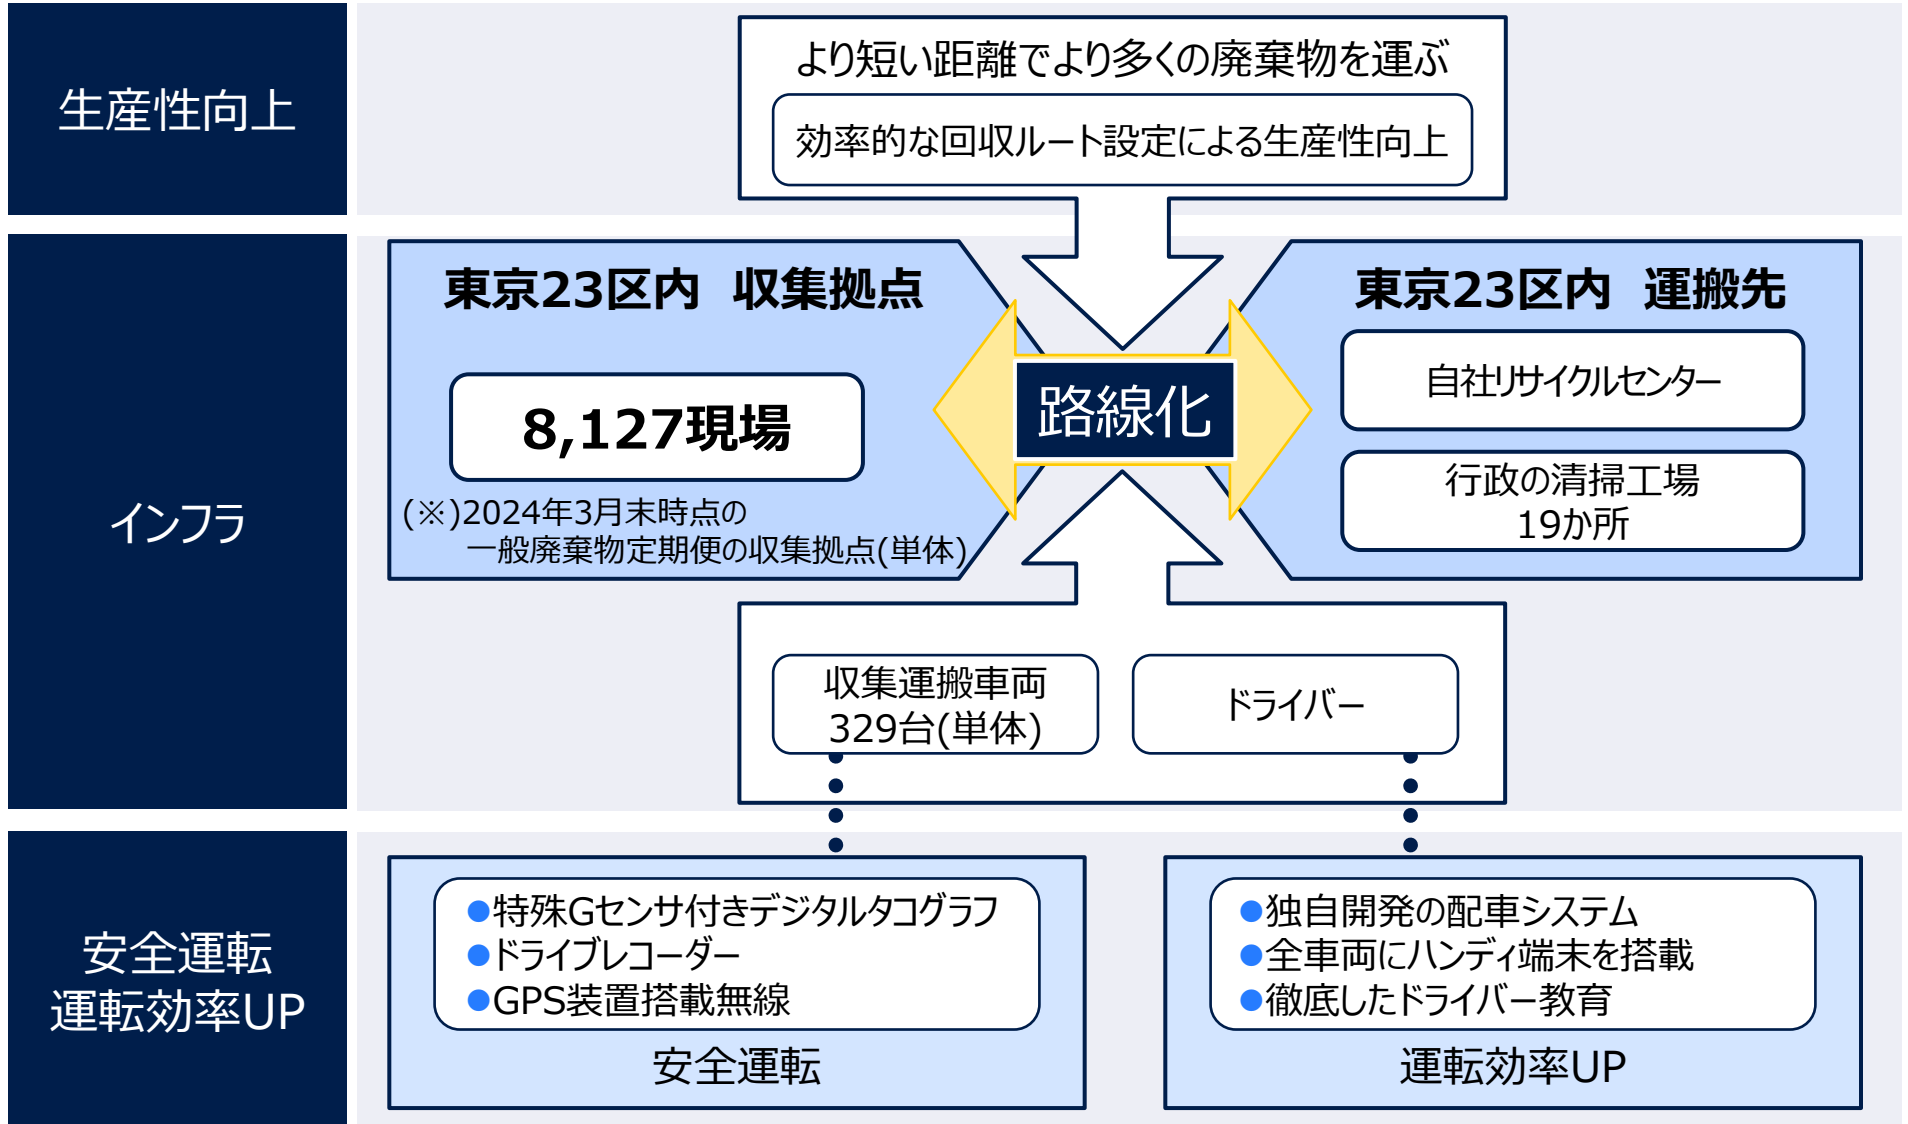 生産性向上
より短い距離でより多くの廃棄物を運ぶ
効率的な回収ルート設定による生産性向上
インフラ
東京23区内　収集拠点
8,127現場
(※)2024年3月末時点の
一般廃棄物定期便の収集拠点(単体)
路線化
東京23区内　運搬先
自社リサイクルセンター
行政の清掃工場
19か所
収集運搬車両
329台(単体)
ドライバー
安全運転
運転効率UP
●特殊Gセンサ付きデジタルタコグラフ
●ドライブレコーダー
●GPS装置搭載無線
安全運転
●独自開発の配車システム
●全車両にハンディ端末を搭載
●徹底したドライバー教育
運転効率UP